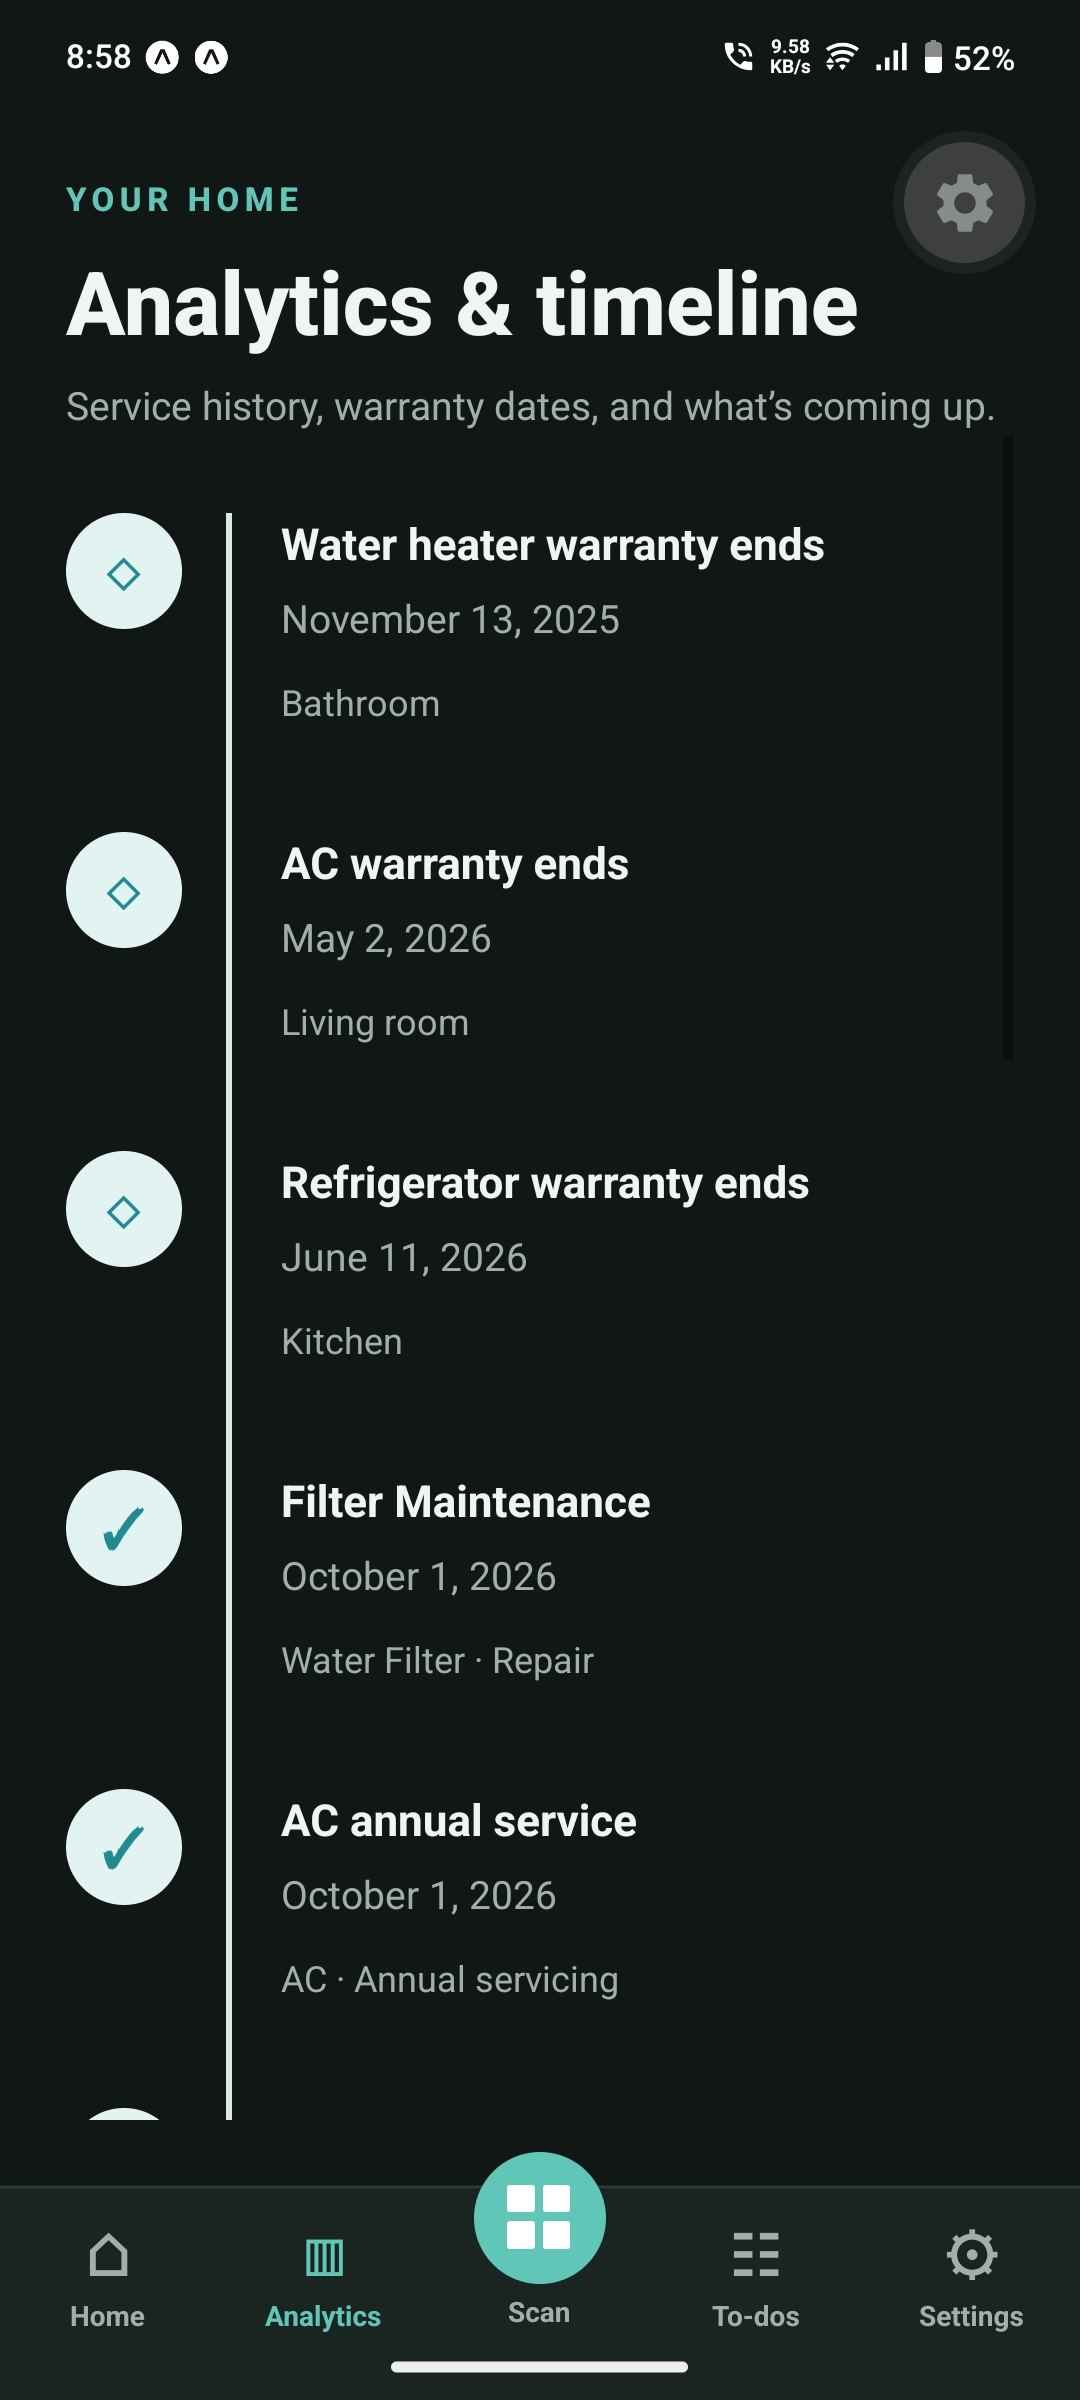 8:58
9.58
KB/s
52%
YOUR HOME
Analytics & timeline
Service history, warranty dates, and what’s coming up.
Water heater warranty ends
November 13, 2025
Bathroom
AC warranty ends
May 2, 2026
Living room
Refrigerator warranty ends
June 11, 2026
Kitchen
Filter Maintenance
October 1, 2026
Water Filter · Repair
AC annual service
October 1, 2026
AC · Annual servicing
Home
Analytics
Scan
To-dos
Settings